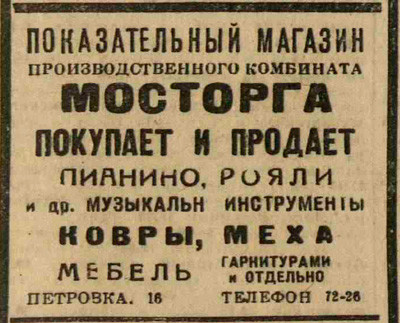 ПОКАЗАТЕЛЬНЫЙ МАГАЗИН
ПРОИЗВОДСТВЕННОГО КОМБИНАТА
МОСТОРГА
ПОКУПАЕТ И ПРОДАЕТ
ПИАНИНО, РОЯЛИ
и др. МУЗЫКАЛЬН ИНСТРУМЕНТЫ
КОВРЫ, МЕХА
МЕБЕЛЬ ГАРНИТУРАМИ
и ОТДЕЛЬНО
ПЕТРОВКА. 16 ТЕЛЕФОН 72-26